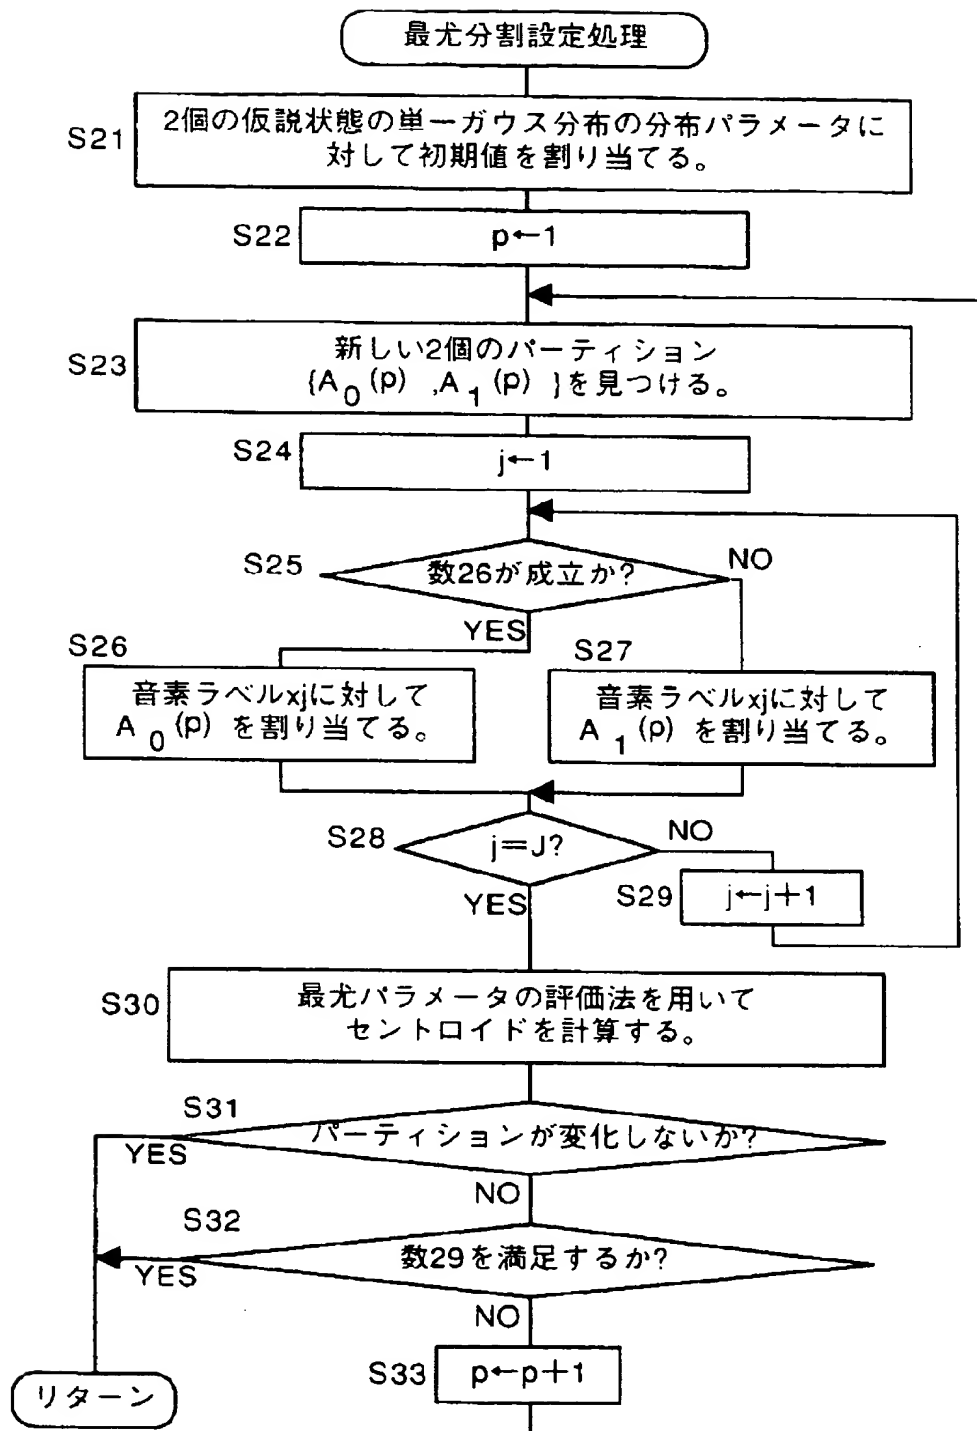 最尤分割設定処理
S21
2個の仮説状態の単一ガウス分布の分布パラメータに
対して初期値を割り当てる。
S22
p←1
S23
新しい2個のパーティション
{A0(p) ,A1(p) }を見つける。
S24
j←1
S25
数26が成立か?
NO
YES
S26
音素ラベルxjに対して
A0(p) を割り当てる。
S27
音素ラベルxjに対して
A1(p) を割り当てる。
S28
j=J?
NO
YES
S29
j←j+1
S30
最尤パラメータの評価法を用いて
セントロイドを計算する。
S31
パーティションが変化しないか?
YES
NO
S32
数29を満足するか?
YES
NO
S33
p←p+1
リターン